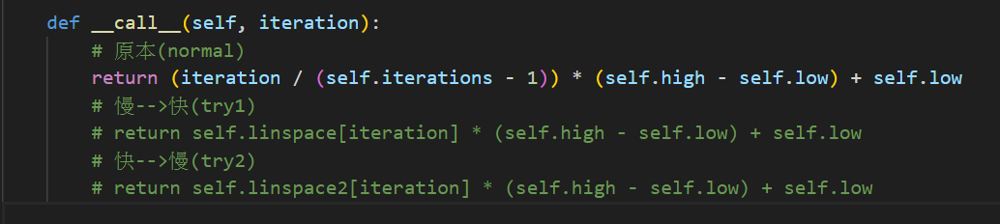 def __call__(self, iteration):
# 原本(normal)
return (iteration / (self.iterations - 1)) * (self.high - self.low) + self.low
# 慢-->快(try1)
# return self.linspace[iteration] * (self.high - self.low) + self.low
# 快-->慢(try2)
# return self.linspace2[iteration] * (self.high - self.low) + self.low